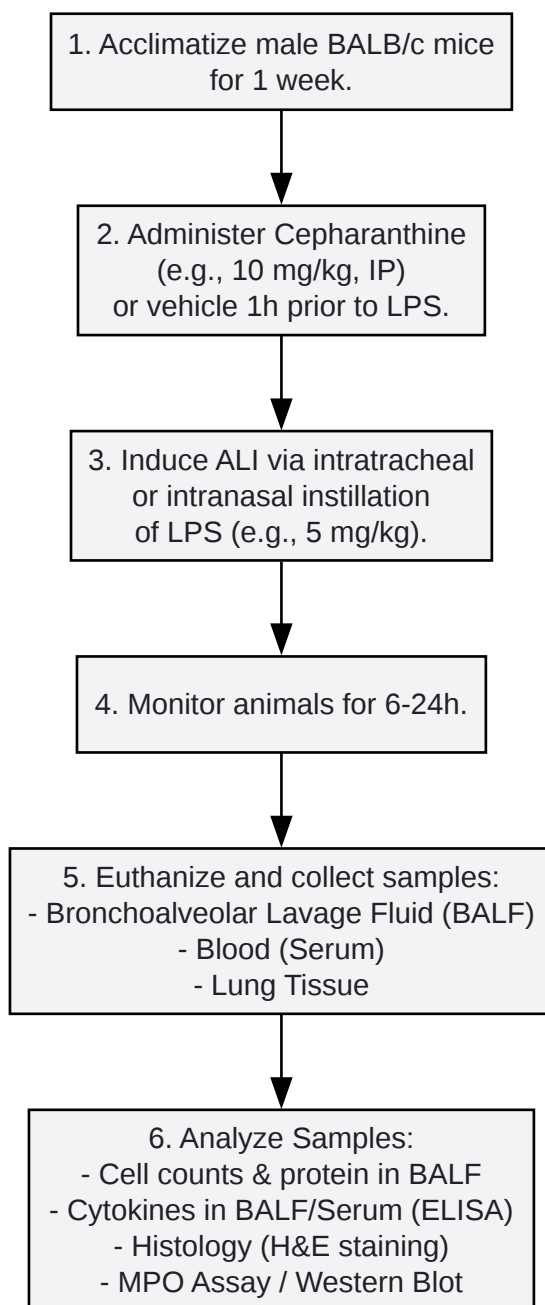 1. Acclimatize male BALB/c mice
for 1 week.
2. Administer Cepharanthine
(e.g., 10 mg/kg, IP)
or vehicle 1h prior to LPS.
3. Induce ALI via intratracheal
or intranasal instillation
of LPS (e.g., 5 mg/kg).
4. Monitor animals for 6-24h.
5. Euthanize and collect samples:
- Bronchoalveolar Lavage Fluid (BALF)
- Blood (Serum)
- Lung Tissue
6. Analyze Samples:
- Cell counts & protein in BALF
- Cytokines in BALF/Serum (ELISA)
- Histology (H&E staining)
- MPO Assay / Western Blot